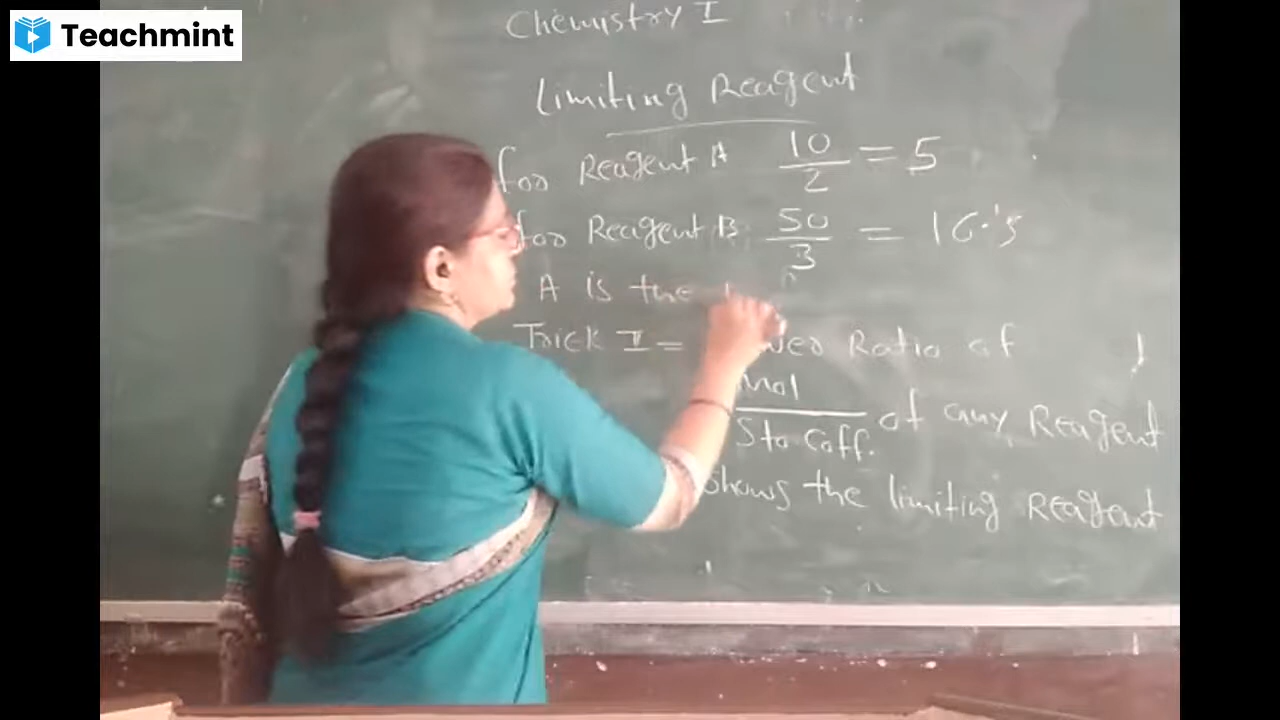 Teachmint
Chemistry I
Limiting Reagent
for Reagent A 10/2 = 5
for Reagent B 50/3 = 16.5
A is the
Trick I = Ratio of
mol/Sto Coff. of any Reagent
shows the limiting Reagent